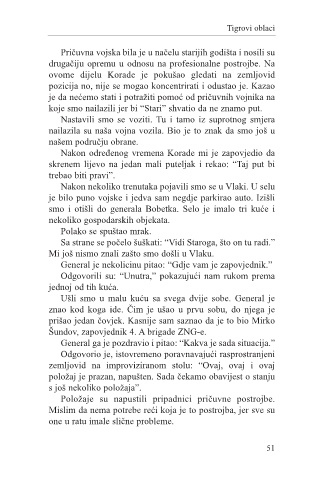 Tigrovi oblaci
Pričuvna vojska bila je u načelu starijih godišta i nosili su
drugačiju opremu u odnosu na profesionalne postrojbe. Na
ovome dijelu Korade je pokušao gledati na zemljovid
pozicija no, nije se mogao koncentrirati i odustao je. Kazao
je da nećemo stati i potražiti pomoć od pričuvnih vojnika na
koje smo nailazili jer bi “Stari” shvatio da ne znamo put.
Nastavili smo se voziti. Tu i tamo iz suprotnog smjera
nailazila su naša vojna vozila. Bio je to znak da smo još u
našem području obrane.
Nakon određenog vremena Korade mi je zapovjedio da
skrenem lijevo na jedan mali puteljak i rekao: “Taj put bi
trebao biti pravi”.
Nakon nekoliko trenutaka pojavili smo se u Vlaki. U selu
je bilo puno vojske i jedva sam negdje parkirao auto. Izišli
smo i otišli do generala Bobetka. Selo je imalo tri kuće i
nekoliko gospodarskih objekata.
Polako se spuštao mrak.
Sa strane se počelo šuškati: “Vidi Staroga, što on tu radi.”
Mi još nismo znali zašto smo došli u Vlaku.
General je nekolicinu pitao: “Gdje vam je zapovjednik.”
Odgovorili su: “Unutra,” pokazujući nam rukom prema
jednoj od tih kuća.
Ušli smo u malu kuću sa svega dvije sobe. General je
znao kod koga ide. Čim je ušao u prvu sobu, do njega je
prišao jedan čovjek. Kasnije sam saznao da je to bio Mirko
Šundov, zapovjednik 4. A brigade ZNG-e.
General ga je pozdravio i pitao: “Kakva je sada situacija.”
Odgovorio je, istovremeno poravnavajući rasprostranjeni
zemljovid na improviziranom stolu: “Ovaj, ovaj i ovaj
položaj je prazan, napušten. Sada čekamo obavijest o stanju
s još nekoliko položaja”.
Položaje su napustili pripadnici pričuvne postrojbe.
Mislim da nema potrebe reći koja je to postrojba, jer sve su
one u ratu imale slične probleme.
51